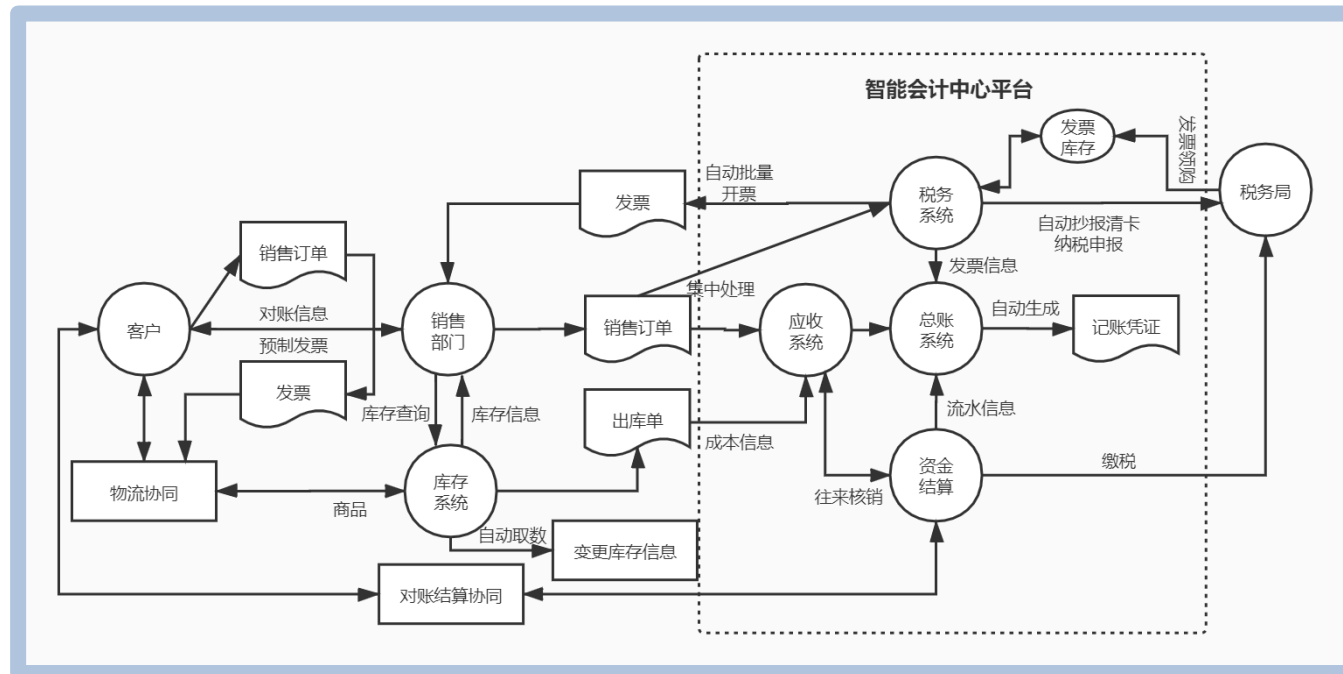 智能会计中心平台
发票
库存
发票领购
税务局
自动批量
开票
发票
税务
系统
自动抄报清卡
纳税申报
销售订单
发票信息
集中处理
客户
对账信息
预制发票
销售
部门
销售订单
应收
系统
总账
系统
自动生成
记账凭证
发票
库存查询
库存信息
出库单
成本信息
流水信息
物流协同
商品
库存
系统
往来核销
资金
结算
缴税
自动取数
变更库存信息
对账结算协同